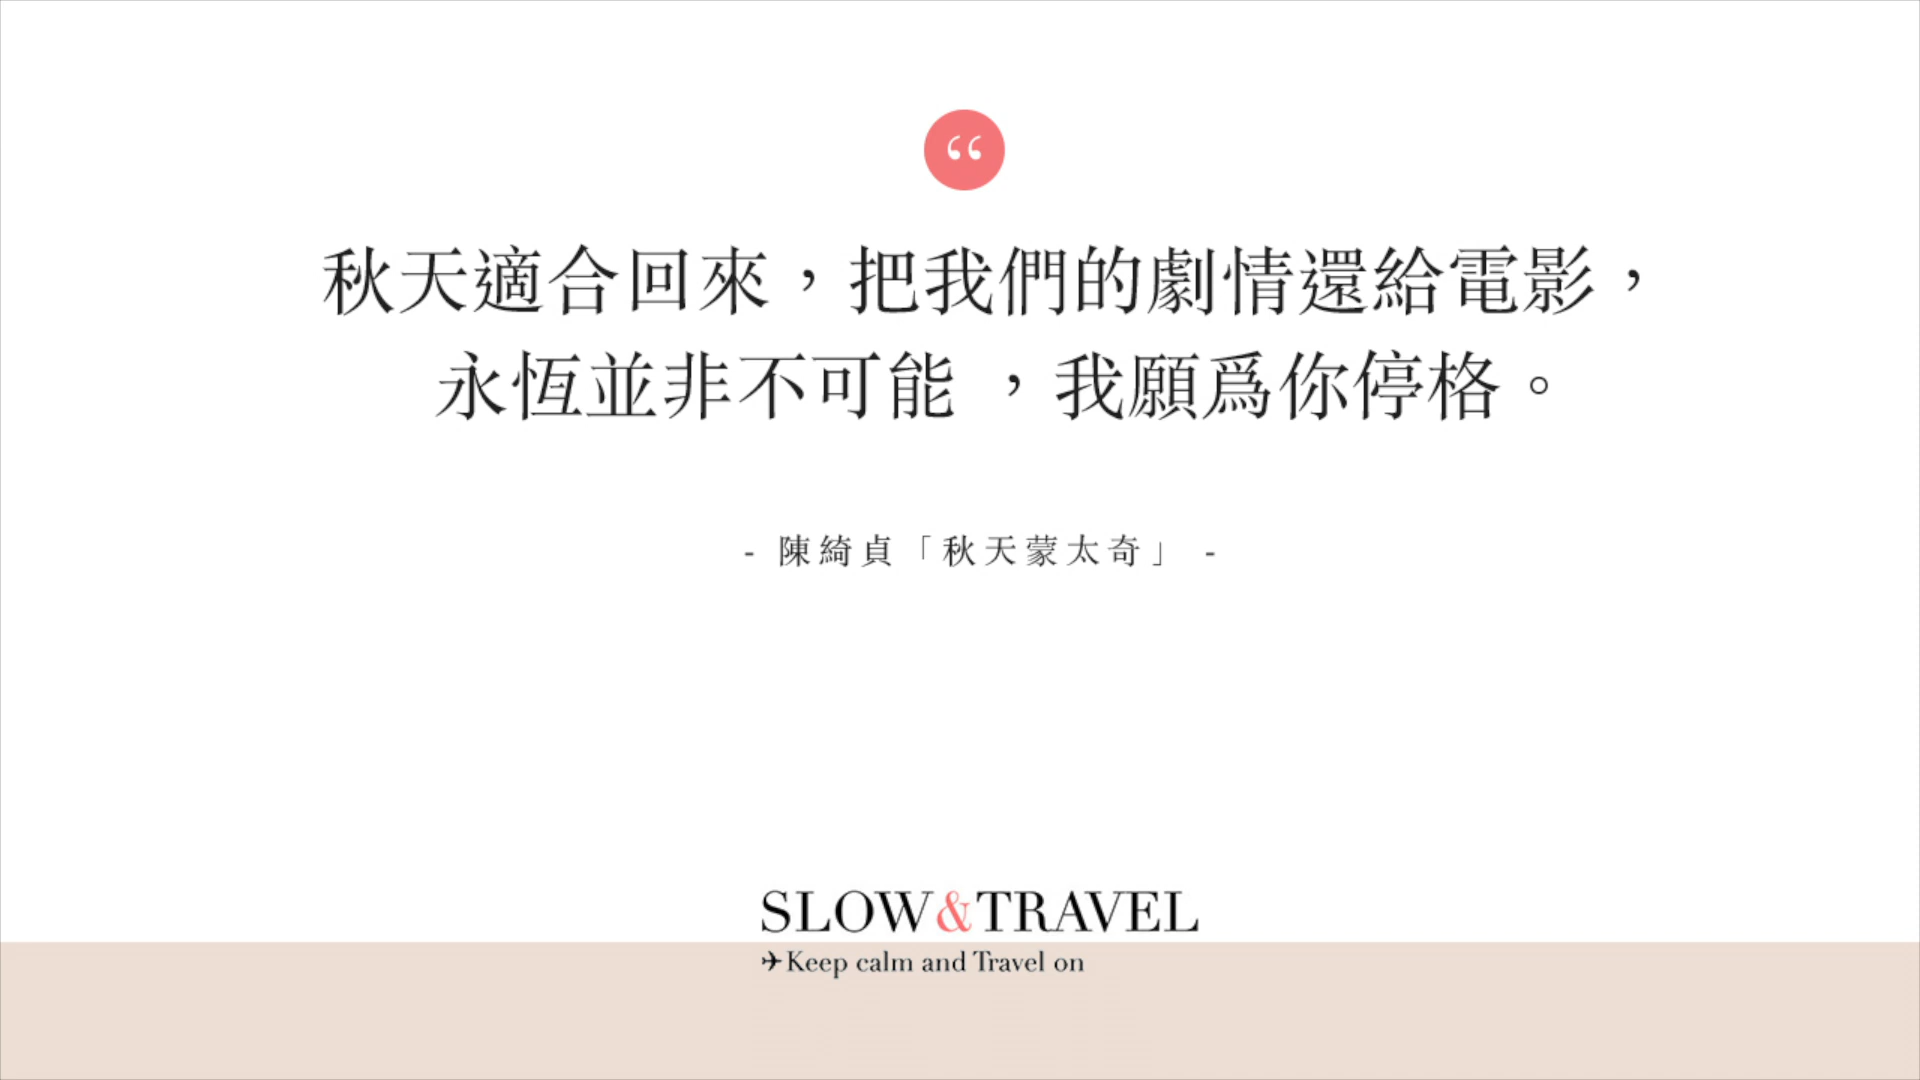 “
秋天適合回來，把我們的劇情還給電影，
永恆並非不可能 ，我願爲你停格。
- 陳綺貞「秋天蒙太奇」 -
SLOW&TRAVEL
✈Keep calm and Travel on